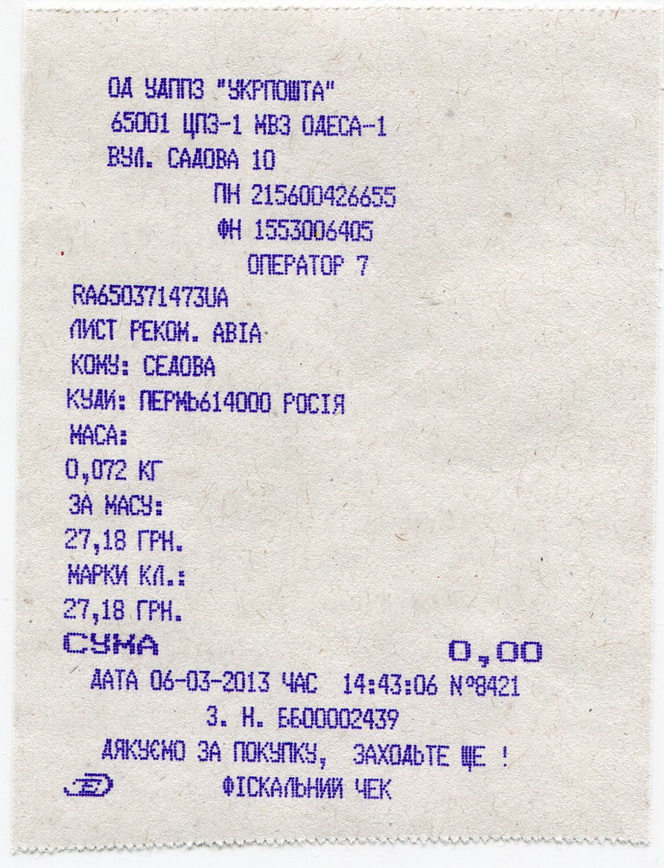 ОД УДППЗ "УКРПОШТА"
65001 ЦПЗ-1 МВЗ ОДЕСА-1
ВУЛ. САДОВА 10
ПН 215600426655
ФН 1553006405
ОПЕРАТОР 7
RA650371473UA
ЛИСТ РЕКОМ. АВІА
КОМУ: СЕДОВА
КУДИ: ПЕРМЬ614000 РОСІЯ
МАСА:
0,072 КГ
ЗА МАСУ:
27,18 ГРН.
МАРКИ КЛ.:
27,18 ГРН.
СУМА 0,00
ДАТА 06-03-2013 ЧАС 14:43:06 №8421
З. Н. ББ00002439
ДЯКУЄМО ЗА ПОКУПКУ, ЗАХОДЬТЕ ЩЕ !
ФІСКАЛЬНИЙ ЧЕК